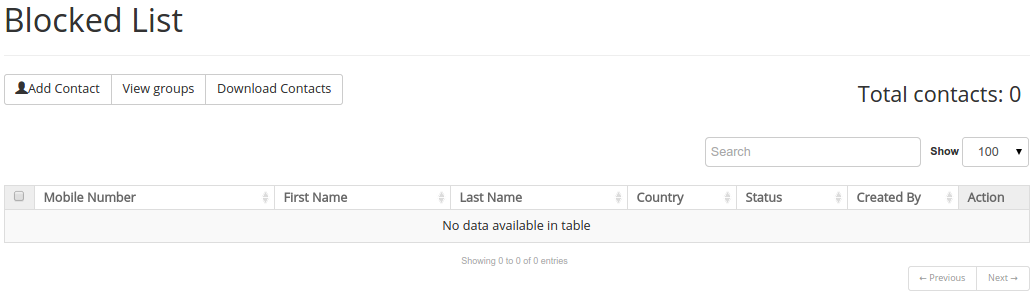 Blocked List
Add Contact View groups Download Contacts Total contacts: 0
Search Show 100
Mobile Number First Name Last Name Country Status Created By Action
No data available in table
Showing 0 to 0 of 0 entries
← Previous Next →